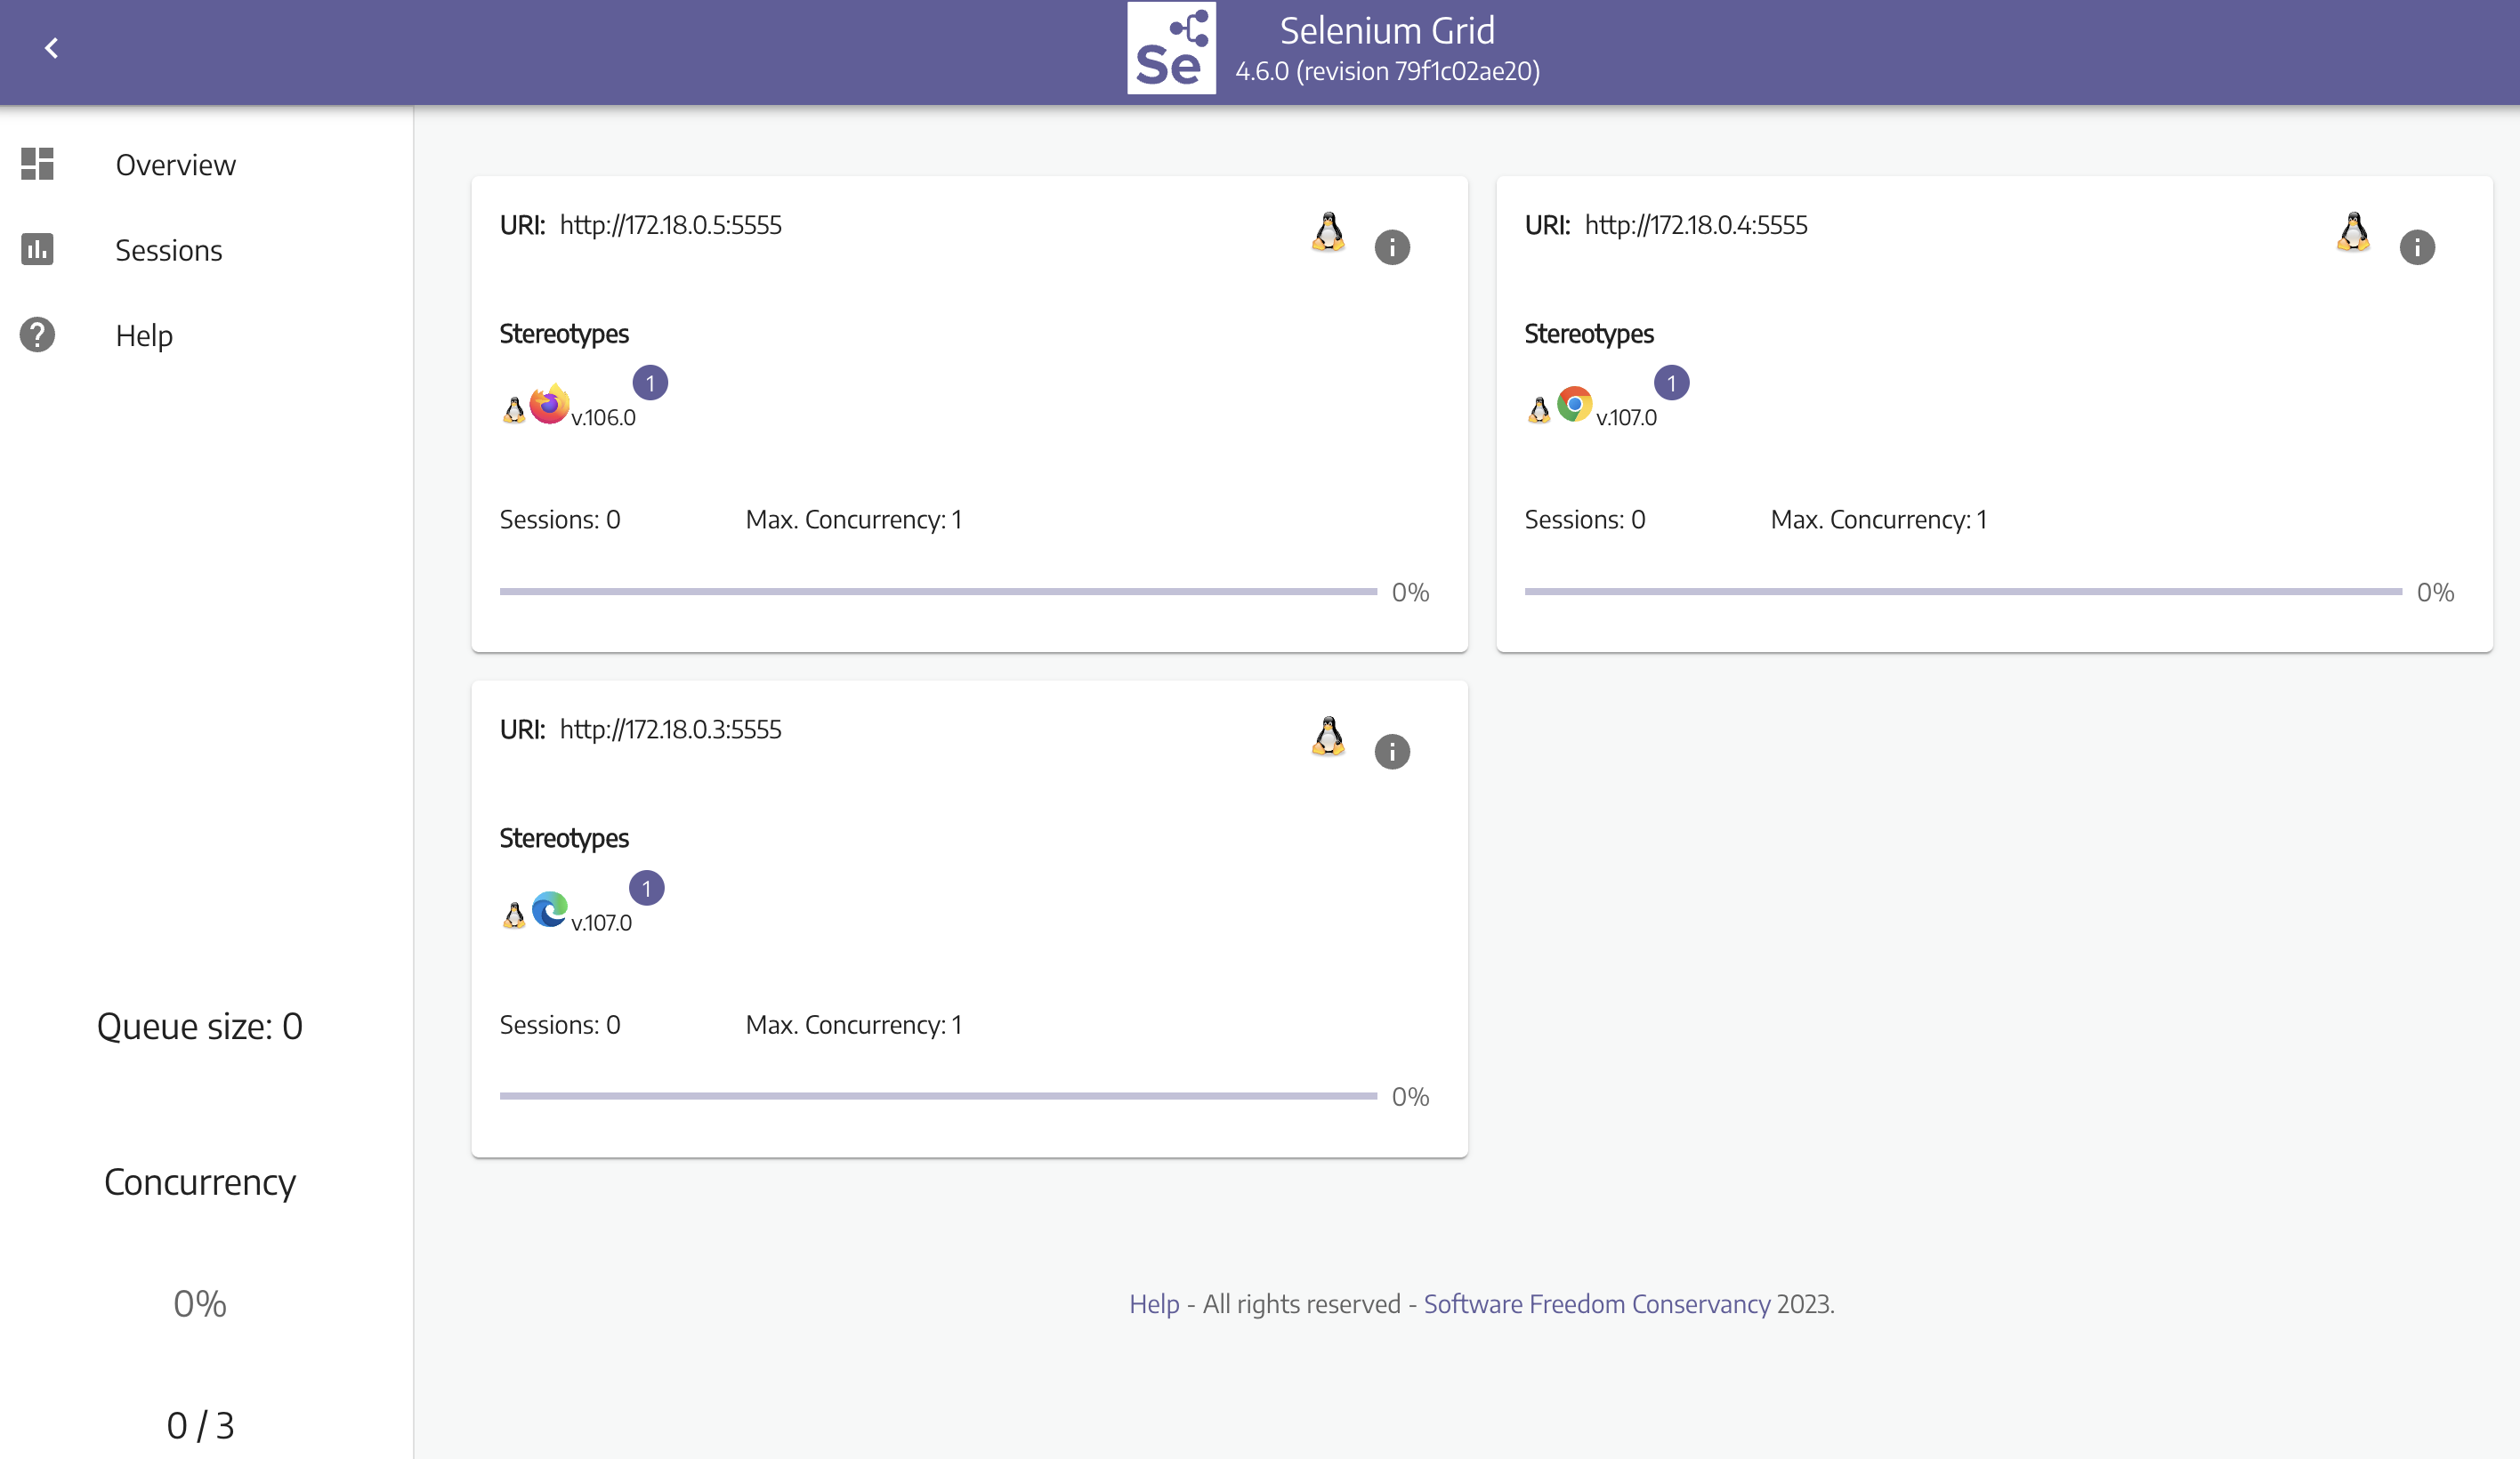 Se
Selenium Grid
4.6.0 (revision 79f1c02ae20)
Overview
Sessions
Help
Queue size: 0
Concurrency
0%
0 / 3
URI: http://172.18.0.5:5555
Stereotypes
1
v.106.0
Sessions: 0 Max. Concurrency: 1
0%
URI: http://172.18.0.4:5555
Stereotypes
1
v.107.0
Sessions: 0 Max. Concurrency: 1
0%
URI: http://172.18.0.3:5555
Stereotypes
1
v.107.0
Sessions: 0 Max. Concurrency: 1
0%
Help - All rights reserved - Software Freedom Conservancy 2023.